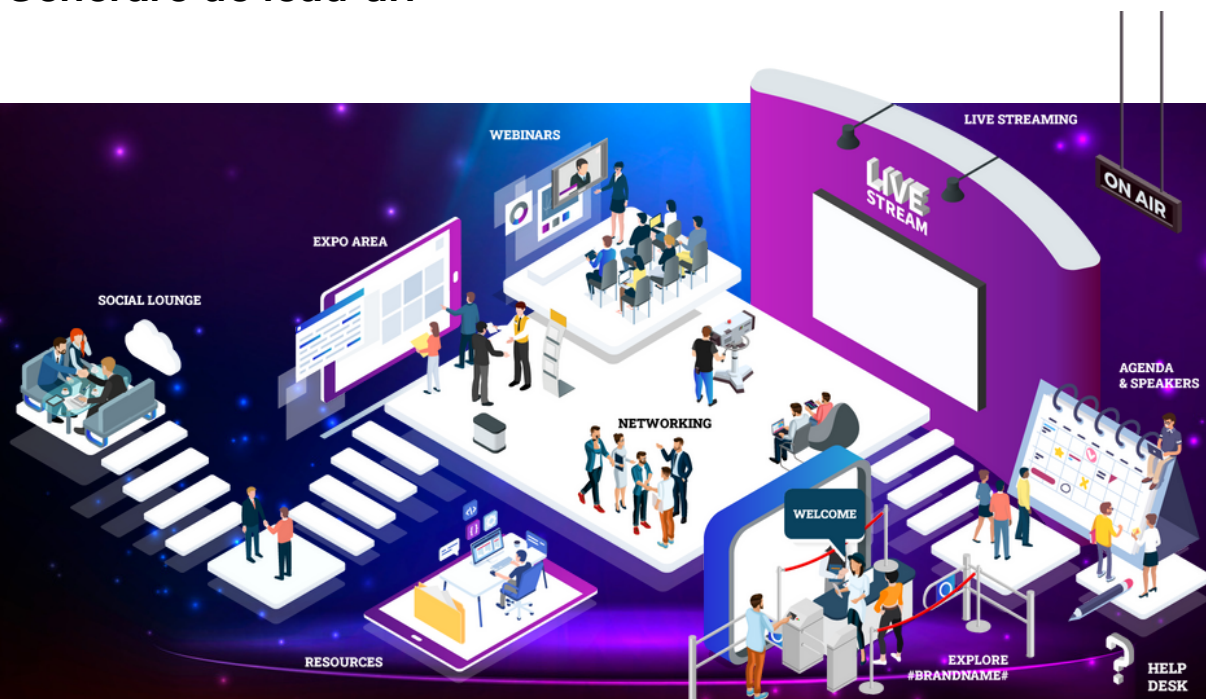 WEBINARS
LIVE STREAMING
LIVE
STREAM
ON AIR
EXPO AREA
SOCIAL LOUNGE
AGENDA
& SPEAKERS
NETWORKING
WELCOME
RESOURCES
EXPLORE
#BRANDNAME#
HELP
DESK